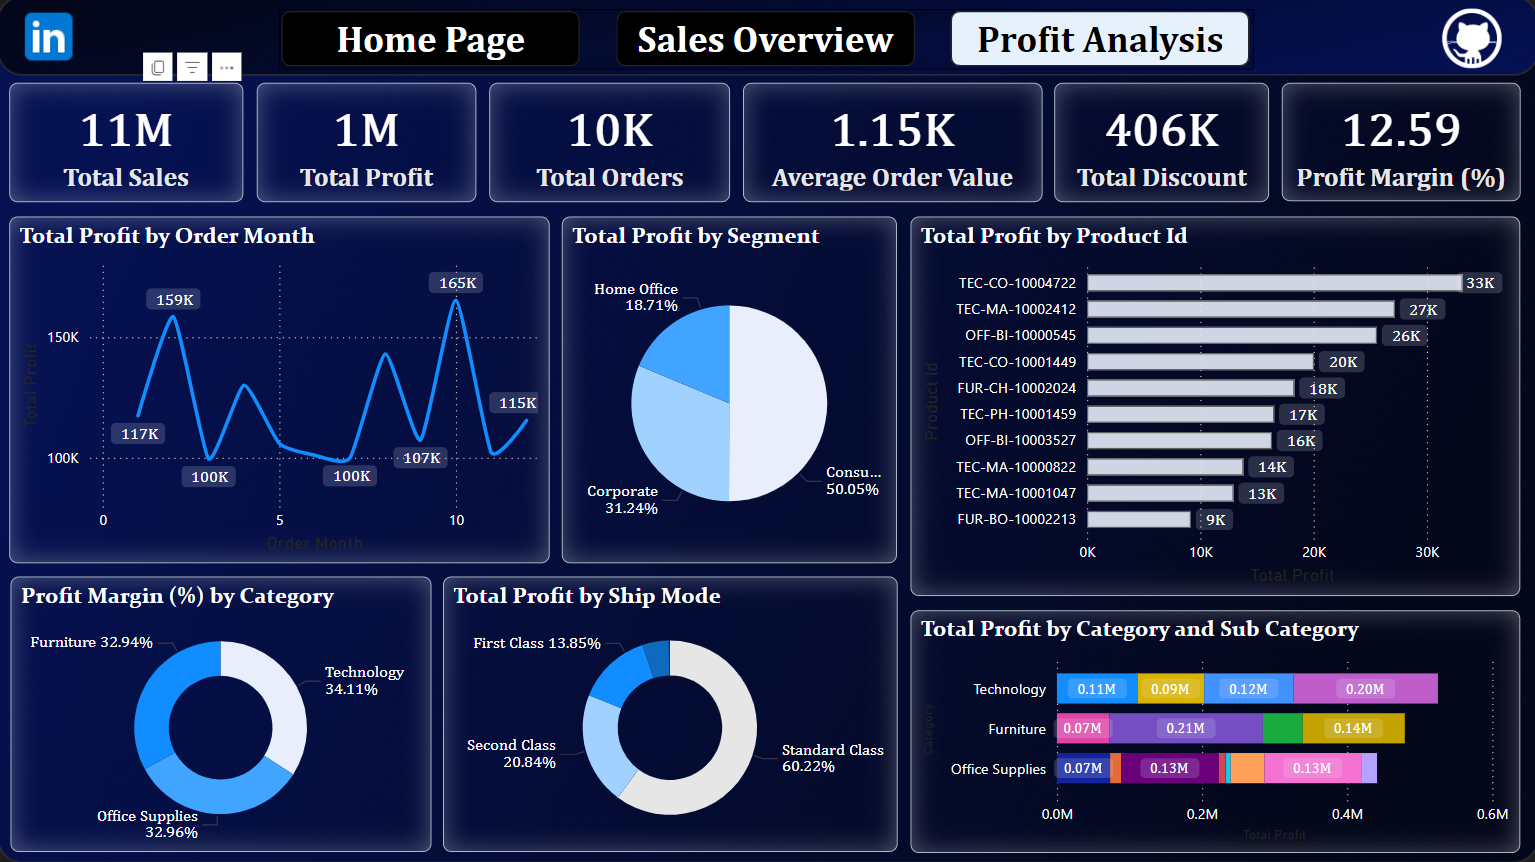 in
Home Page
Sales Overview
Profit Analysis
11M
Total Sales
1M
Total Profit
10K
Total Orders
1.15K
Average Order Value
406K
Total Discount
12.59
Profit Margin (%)
Total Profit by Order Month
Total Profit
150K
100K
117K
159K
100K
100K
107K
165K
115K
0
5
10
Order Month
Total Profit by Segment
Home Office
18.71%
Corporate
31.24%
Consu...
50.05%
Total Profit by Product Id
Product Id
TEC-CO-10004722
33K
TEC-MA-10002412
27K
OFF-BI-10000545
26K
TEC-CO-10001449
20K
FUR-CH-10002024
18K
TEC-PH-10001459
17K
OFF-BI-10003527
16K
TEC-MA-10000822
14K
TEC-MA-10001047
13K
FUR-BO-10002213
9K
0K
10K
20K
30K
Total Profit
Profit Margin (%) by Category
Furniture 32.94%
Technology
34.11%
Office Supplies
32.96%
Total Profit by Ship Mode
First Class 13.85%
Second Class
20.84%
Standard Class
60.22%
Total Profit by Category and Sub Category
Category
Technology
0.11M
0.09M
0.12M
0.20M
Furniture
0.07M
0.21M
0.14M
Office Supplies
0.07M
0.13M
0.13M
0.0M
0.2M
0.4M
0.6M
Total Profit